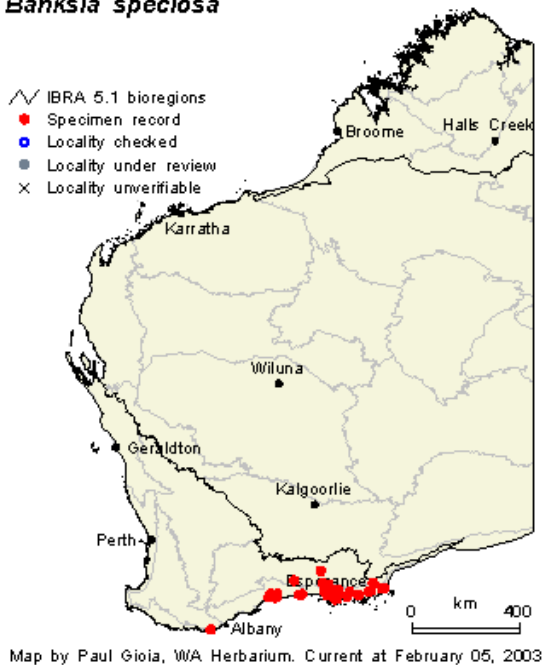 Banksia speciosa
IBRA 5.1 bioregions
Specimen record
Locality checked
Locality under review
Locality unverifiable
Broome
Halls Creek
Karratha
Wiluna
Geraldton
Kalgoorlie
Perth
Esperance
Albany
0 km 400
Map by Paul Gioia, WA Herbarium. Current at February 05, 2003